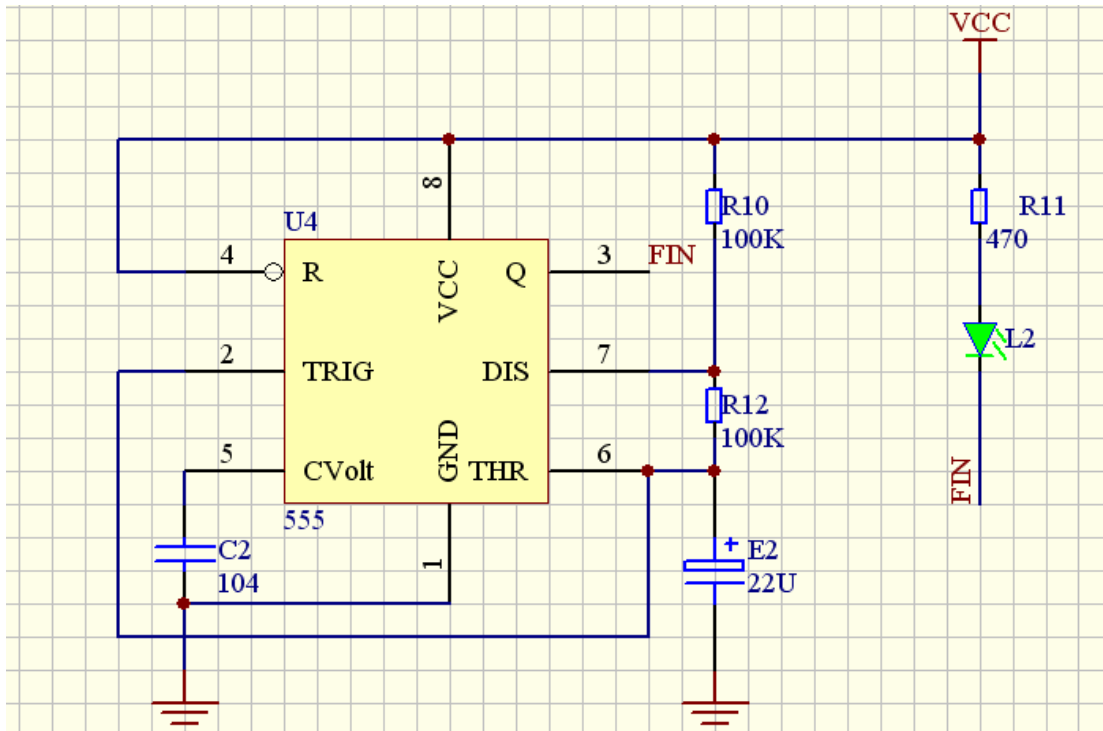 VCC
8
R10
100K
R11
470
U4
4
R
VCC
Q
3
FIN
L2
2
TRIG
DIS
7
R12
100K
5
CVolt
GND
THR
6
FIN
555
C2
104
1
+
E2
22U